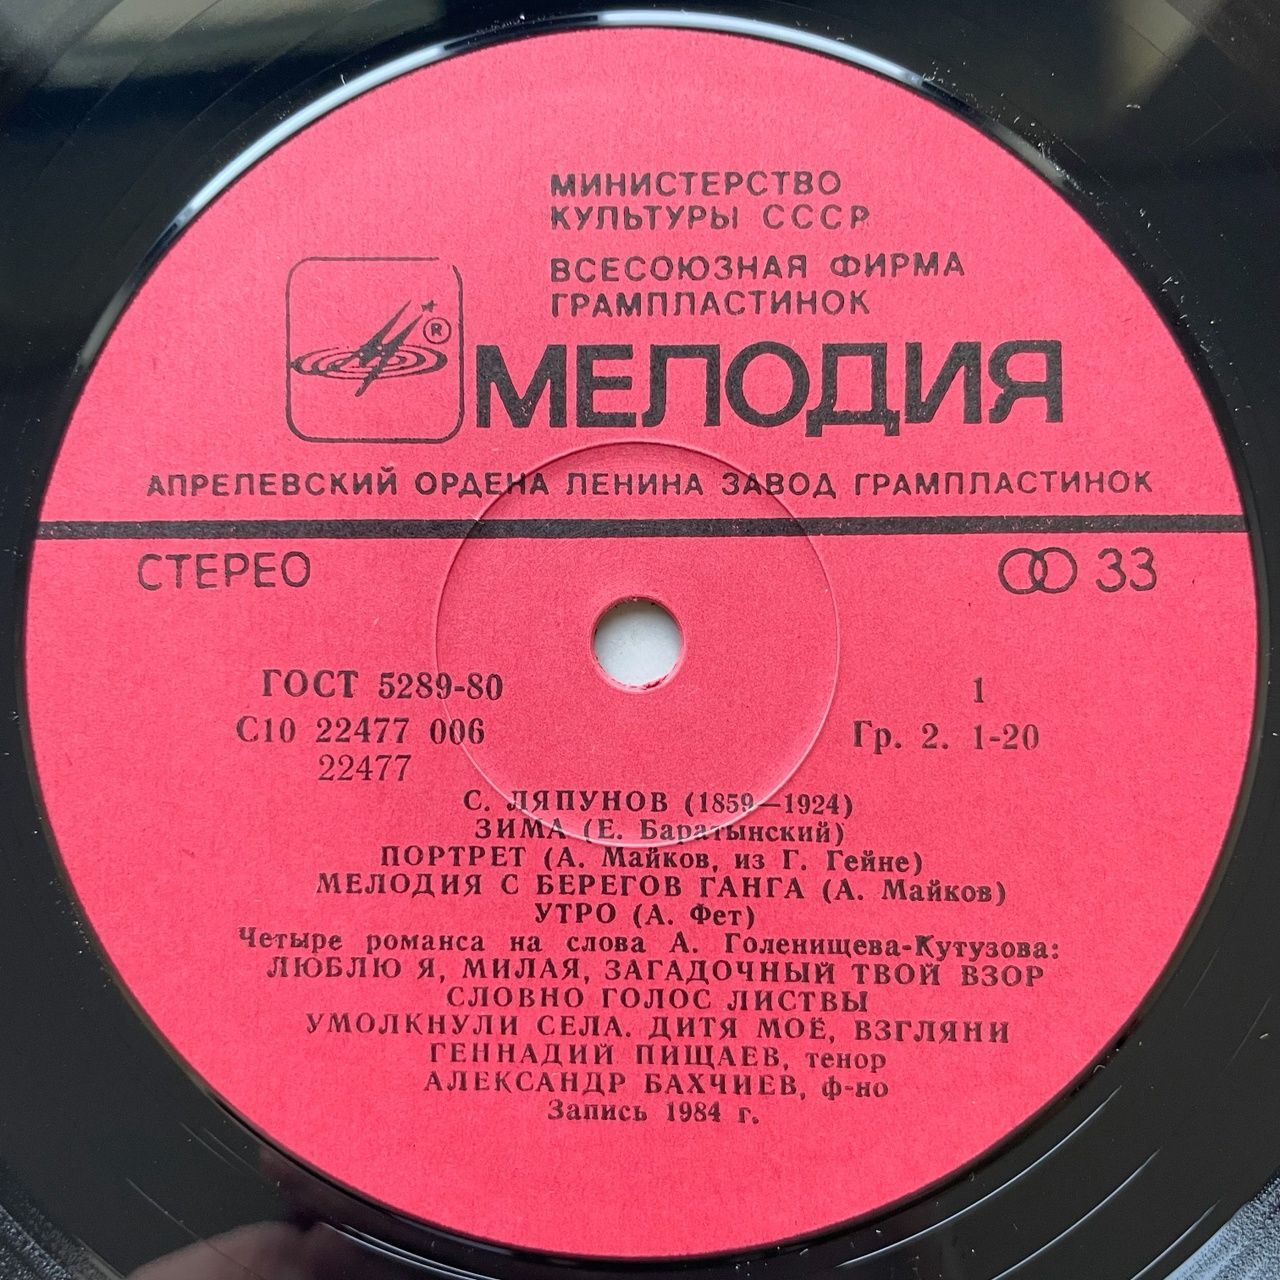 МИНИСТЕРСТВО
КУЛЬТУРЫ СССР
ВСЕСОЮЗНАЯ ФИРМА
ГРАМПЛАСТИНОК
®
МЕЛОДИЯ
АПРЕЛЕВСКИЙ ОРДЕНА ЛЕНИНА ЗАВОД ГРАМПЛАСТИНОК
СТЕРЕО
33
ГОСТ 5289-80
1
С10 22477 006
Гр. 2. 1-20
22477
С. ЛЯПУНОВ (1859—1924)
ЗИМА (Е. Баратынский)
ПОРТРЕТ (А. Майков, из Г. Гейне)
МЕЛОДИЯ С БЕРЕГОВ ГАНГА (А. Майков)
УТРО (А. Фет)
Четыре романса на слова А. Голенищева-Кутузова:
ЛЮБЛЮ Я, МИЛАЯ, ЗАГАДОЧНЫЙ ТВОЙ ВЗОР
СЛОВНО ГОЛОС ЛИСТВЫ
УМОЛКНУЛИ СЕЛА. ДИТЯ МОЁ, ВЗГЛЯНИ
ГЕННАДИЙ ПИЩАЕВ, тенор
АЛЕКСАНДР БАХЧИЕВ, ф-но
Запись 1984 г.